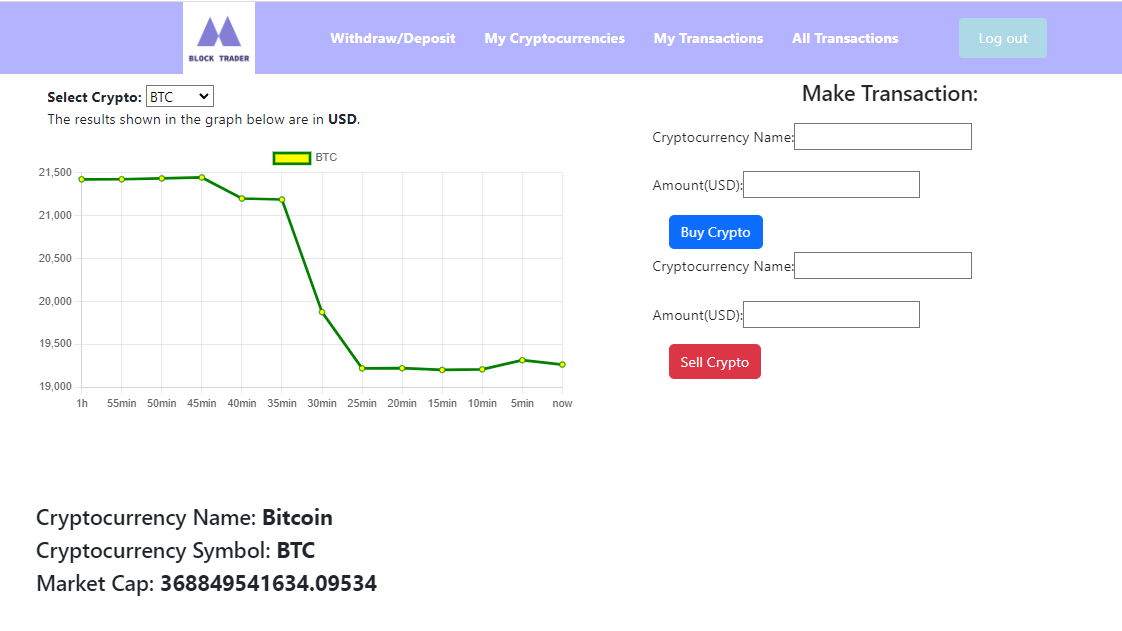 BLOCK TRADER
Withdraw/Deposit My Cryptocurrencies My Transactions All Transactions Log out
Select Crypto: BTC
The results shown in the graph below are in USD.
BTC
21,500
21,000
20,500
20,000
19,500
19,000
1h 55min 50min 45min 40min 35min 30min 25min 20min 15min 10min 5min now
Make Transaction:
Cryptocurrency Name:
Amount(USD):
Buy Crypto
Cryptocurrency Name:
Amount(USD):
Sell Crypto
Cryptocurrency Name: Bitcoin
Cryptocurrency Symbol: BTC
Market Cap: 368849541634.09534